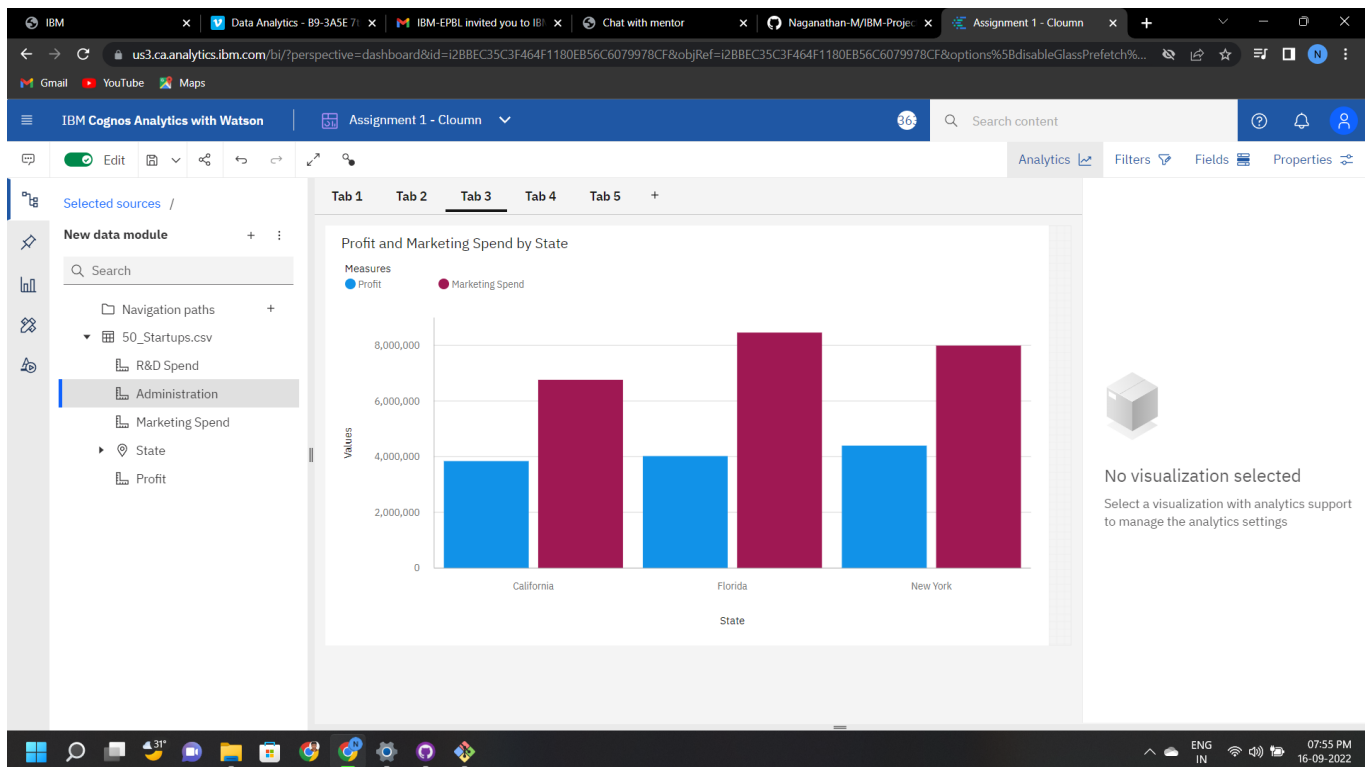 IBM
Data Analytics - B9-3A5E 7t
IBM-EPBL invited you to IBM
Chat with mentor
Naganathan-M/IBM-Projec
Assignment 1 - Cloumn
us3.ca.analytics.ibm.com/bi/?perspective=dashboard&id=i2BBEC35C3F464F1180EB56C6079978CF&objRef=i2BBEC35C3F464F1180EB56C6079978CF&options%5BdisableGlassPrefetch%...
N
Gmail
YouTube
Maps
IBM Cognos Analytics with Watson
Assignment 1 - Cloumn
363
Search content
Edit
Analytics
Filters
Fields
Properties
Selected sources /
New data module
Search
Navigation paths
50_Startups.csv
R&D Spend
Administration
Marketing Spend
State
Profit
Tab 1 Tab 2 Tab 3 Tab 4 Tab 5 +
Profit and Marketing Spend by State
Measures
Profit Marketing Spend
Values
8,000,000
6,000,000
4,000,000
2,000,000
0
California Florida New York
State
No visualization selected
Select a visualization with analytics support
to manage the analytics settings
31°
N
ENG
IN
07:55 PM
16-09-2022